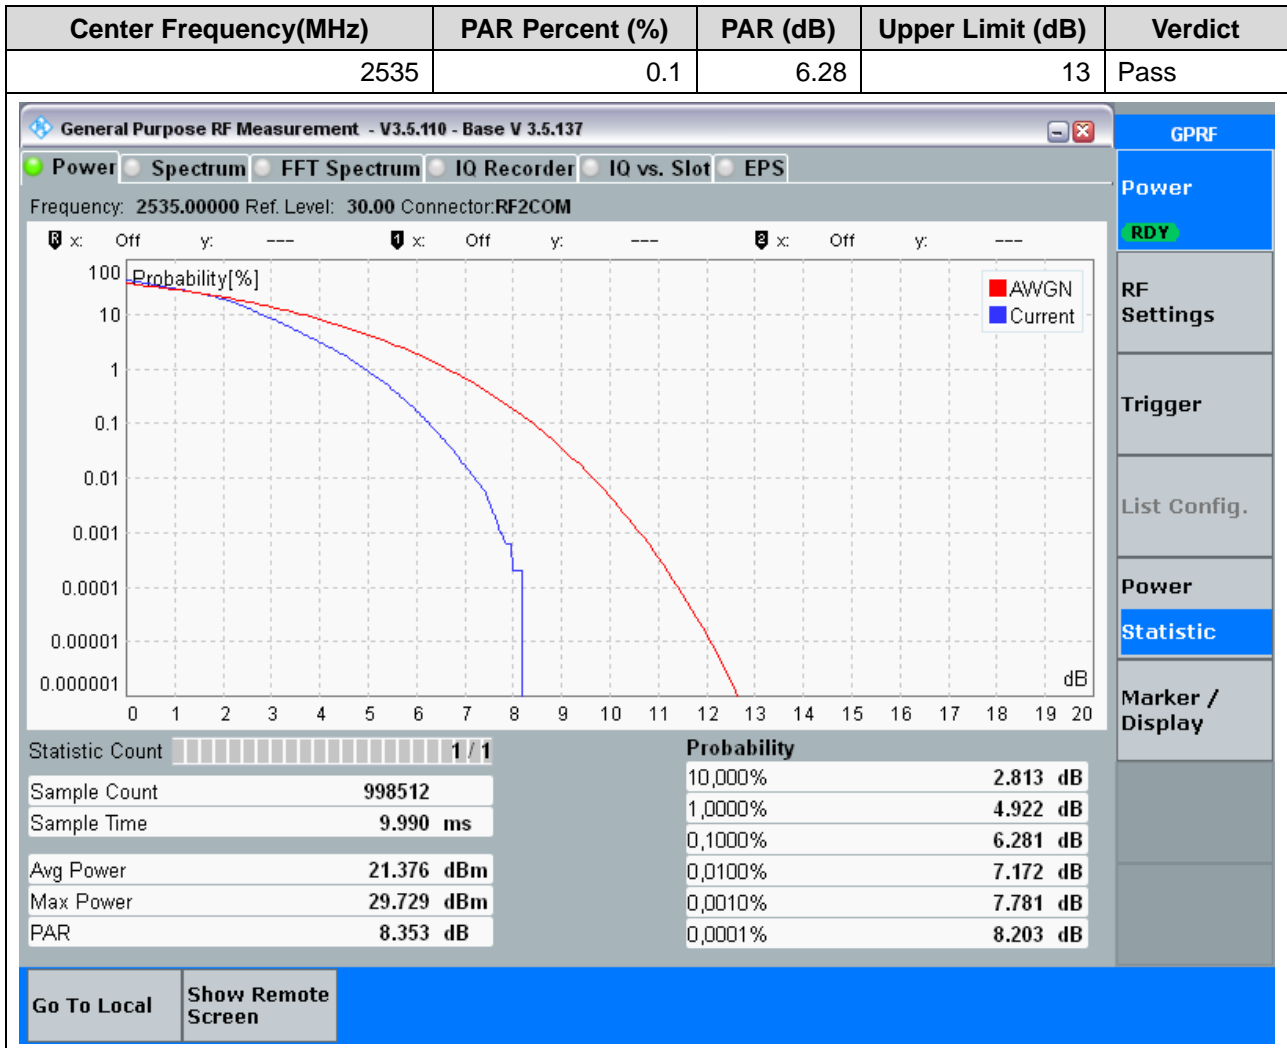 Center Frequency(MHz) PAR Percent (%) PAR (dB) Upper Limit (dB) Verdict
2535 0.1 6.28 13 Pass
General Purpose RF Measurement - V3.5.110 - Base V 3.5.137
GPRF
Power Spectrum FFT Spectrum IQ Recorder IQ vs. Slot EPS
Frequency: 2535.00000 Ref. Level: 30.00 Connector:RF2COM
R x: Off y: --- 1 x: Off y: --- 2 x: Off y: ---
Probability[%]
AWGN
Current
100
10
1
0.1
0.01
0.001
0.0001
0.00001
0.000001
dB
0 1 2 3 4 5 6 7 8 9 10 11 12 13 14 15 16 17 18 19 20
Statistic Count 1 / 1
Sample Count 998512
Sample Time 9.990 ms
Avg Power 21.376 dBm
Max Power 29.729 dBm
PAR 8.353 dB
Probability
10,000% 2.813 dB
1,0000% 4.922 dB
0,1000% 6.281 dB
0,0100% 7.172 dB
0,0010% 7.781 dB
0,0001% 8.203 dB
Power
RDY
RF
Settings
Trigger
List Config.
Power
Statistic
Marker /
Display
Go To Local
Show Remote
Screen